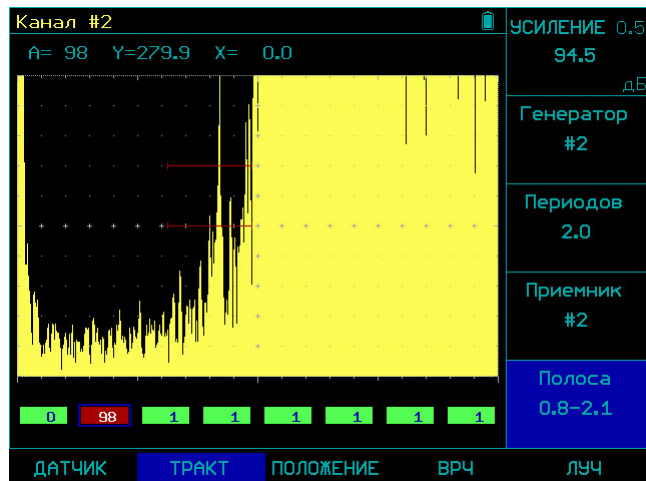 Канал #2
A= 98 Y=279.9 X= 0.0
УСИЛЕНИЕ 0.5
94.5
дБ
Генератор
#2
Периодов
2.0
Приемник
#2
Полоса
0.8-2.1
0 98 1 1 1 1 1 1
ДАТЧИК ТРАКТ ПОЛОЖЕНИЕ ВРЧ ЛУЧ